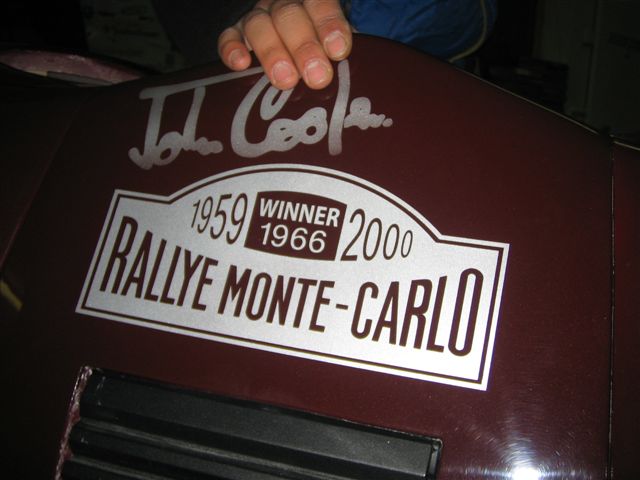 John Cooper.
1959 WINNER 1966 2000
RALLYE MONTE-CARLO